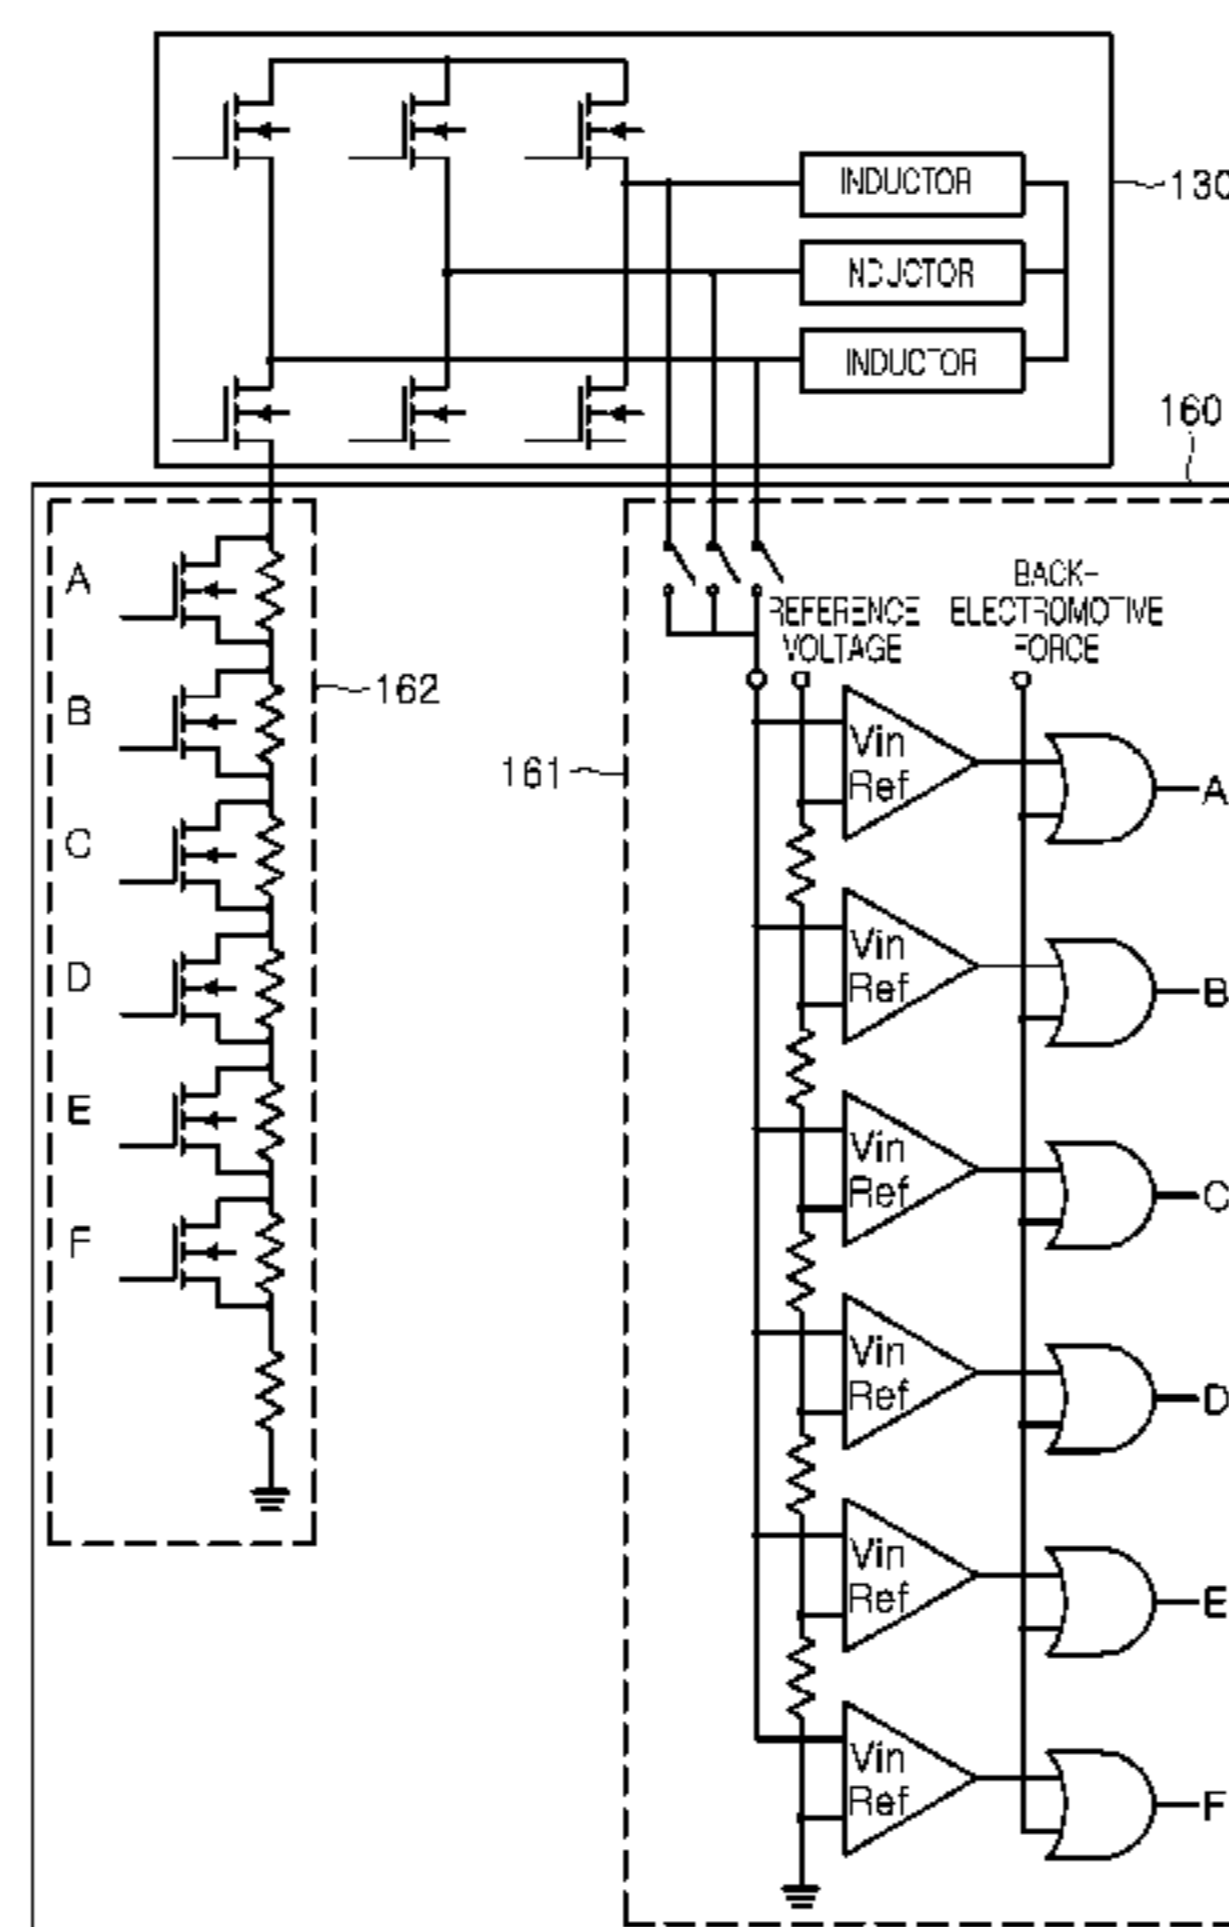 INDUCTOR
130
INDUCTOR
INDUCTOR
160
A
BACK-
REFERENCE ELECTROMOTIVE
VOLTAGE FORCE
B
162
Vin
Ref
161
A
C
Vin
Ref
D
B
E
Vin
Ref
C
F
Vin
Ref
D
Vin
Ref
E
Vin
Ref
F